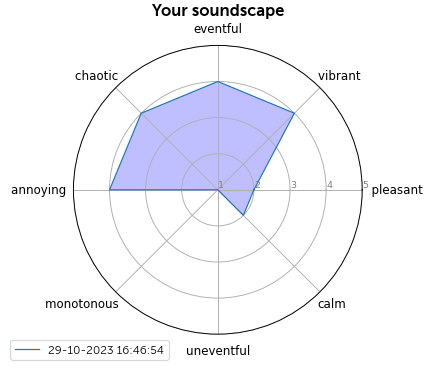 Your soundscape
eventful
chaotic
vibrant
annoying
1
2
3
4
5
pleasant
monotonous
calm
uneventful
29-10-2023 16:46:54